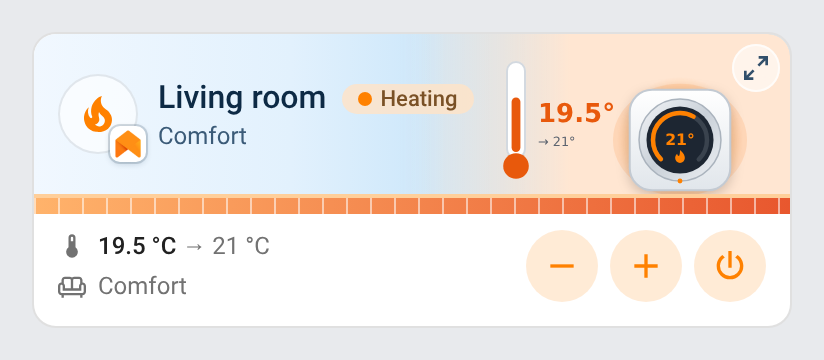 Living room
Heating
Comfort
19.5°
→ 21°
21°
19.5 °C → 21 °C
Comfort